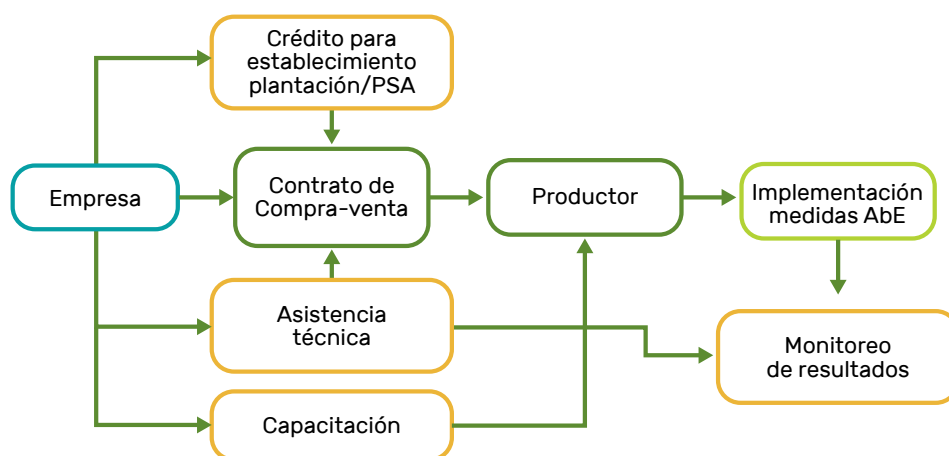 Crédito para
establecimiento
plantación/PSA
Empresa
Contrato de
Compra-venta
Productor
Implementación
medidas AbE
Asistencia
técnica
Monitoreo
de resultados
Capacitación